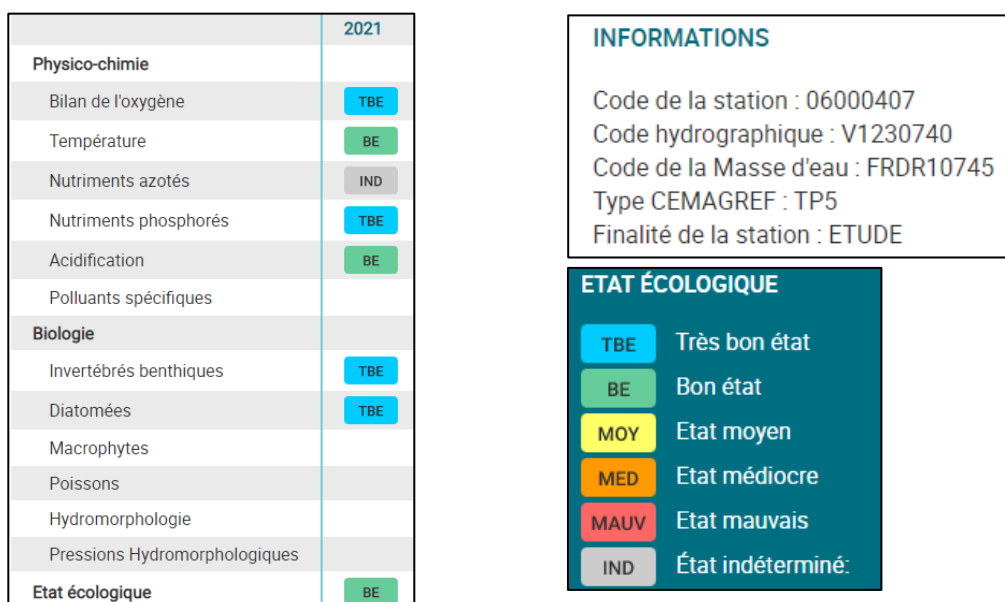 2021
Physico-chimie
Bilan de l'oxygène TBE
Température BE
Nutriments azotés IND
Nutriments phosphorés TBE
Acidification BE
Polluants spécifiques
Biologie
Invertébrés benthiques TBE
Diatomées TBE
Macrophytes
Poissons
Hydromorphologie
Pressions Hydromorphologiques
Etat écologique BE
INFORMATIONS
Code de la station : 06000407
Code hydrographique : V1230740
Code de la Masse d'eau : FRDR10745
Type CEMAGREF : TP5
Finalité de la station : ETUDE
ETAT ÉCOLOGIQUE
TBE Très bon état
BE Bon état
MOY Etat moyen
MED Etat médiocre
MAUV Etat mauvais
IND État indéterminé: